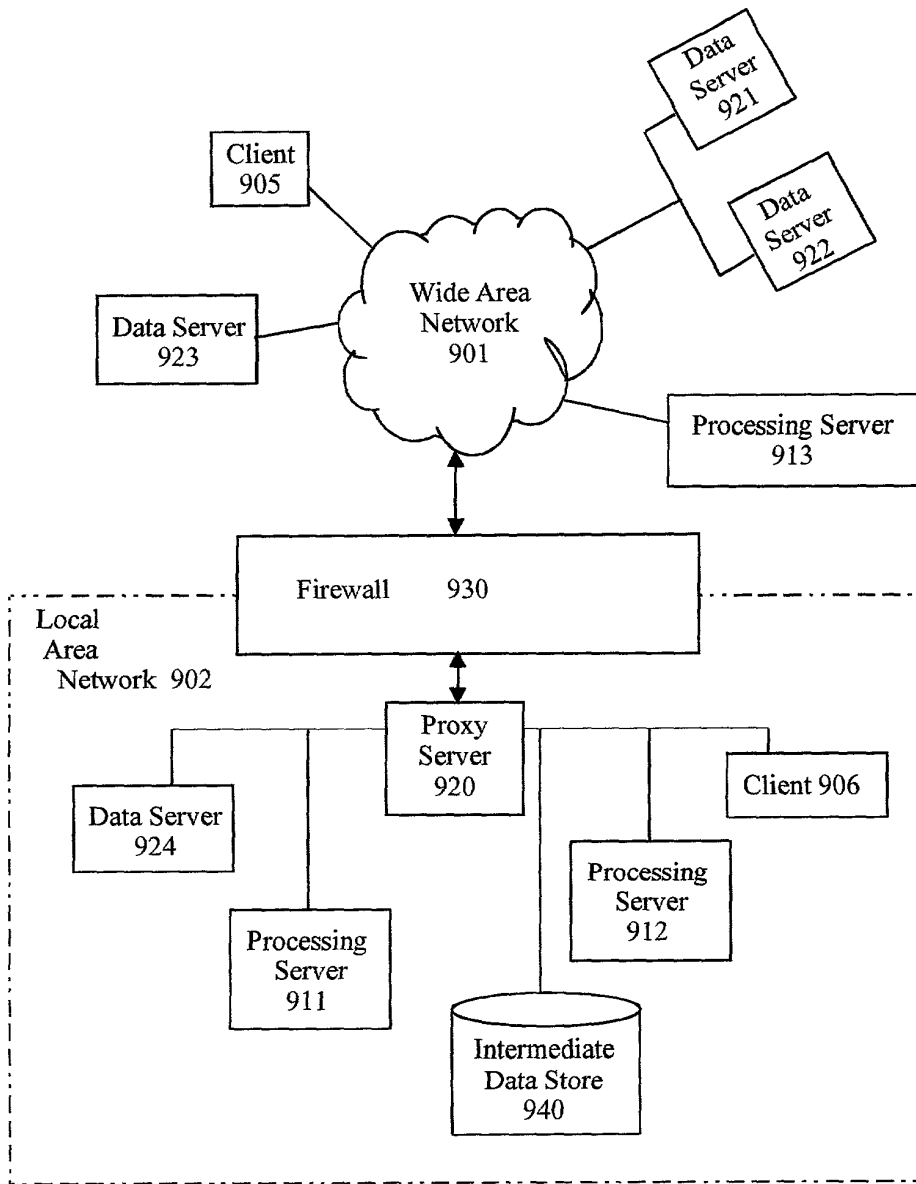 Data
Server
921
Client
905
Data
Server
922
Wide Area
Network
901
Data Server
923
Processing Server
913
Firewall 930
Local
Area
Network 902
Proxy
Server
920
Client 906
Data Server
924
Processing
Server
912
Processing
Server
911
Intermediate
Data Store
940